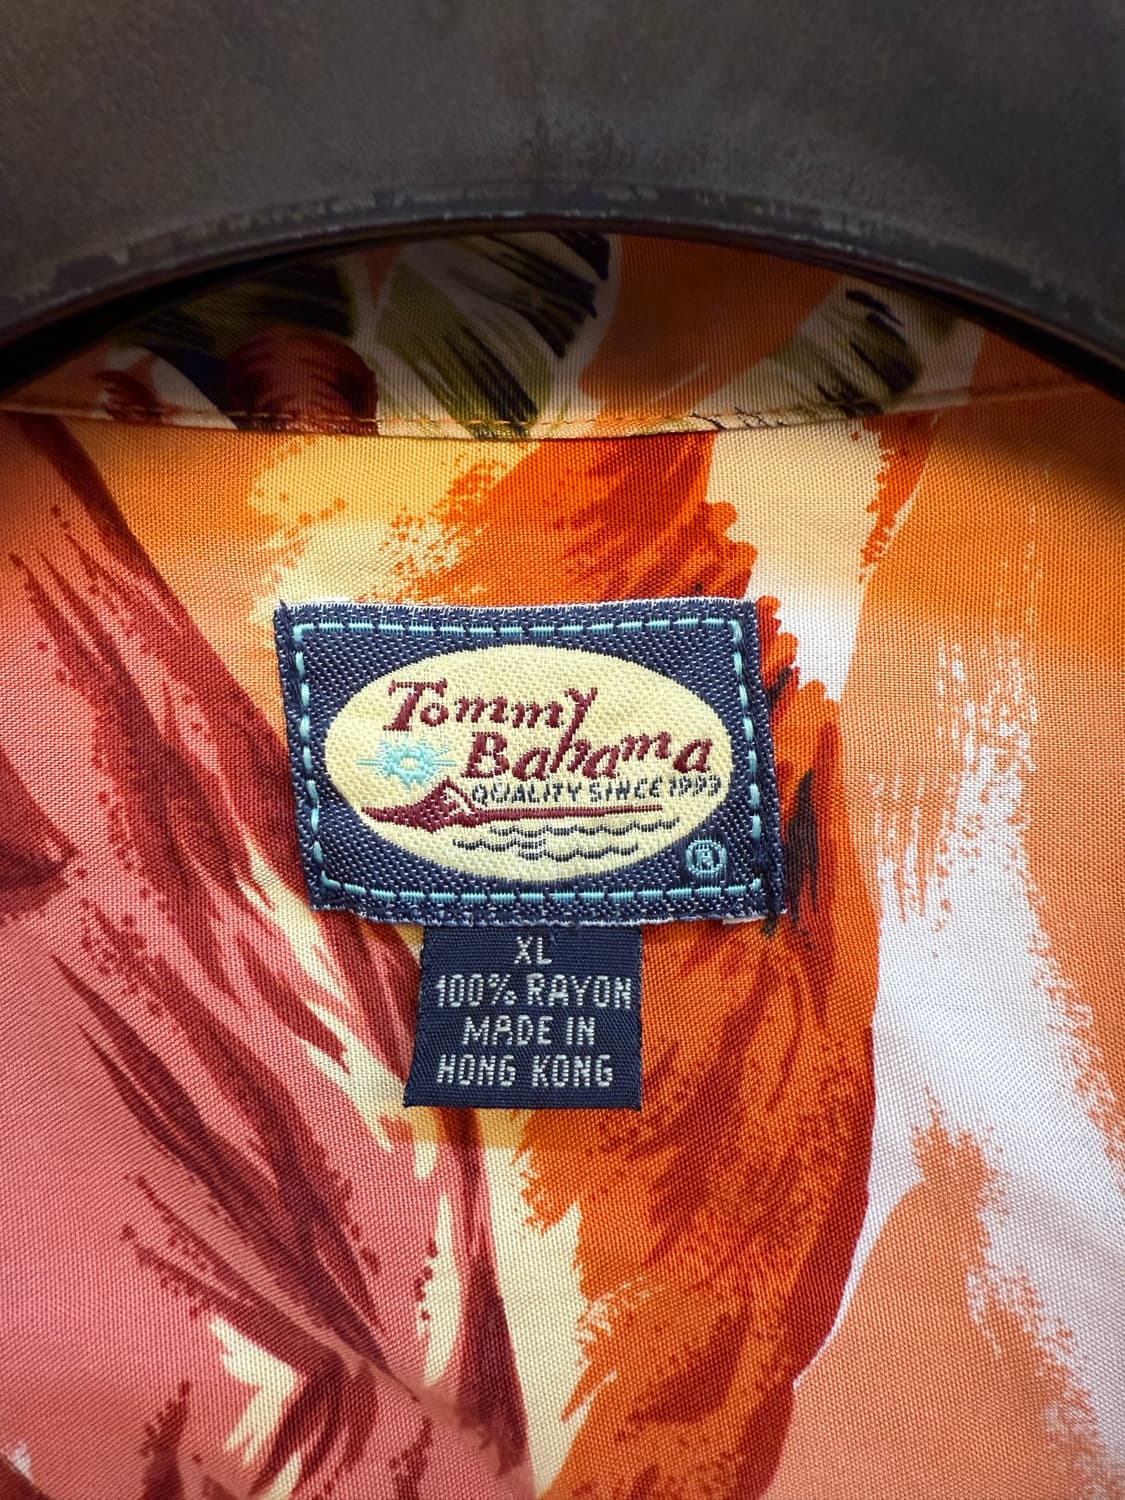 Tommy
Bahama
QUALITY SINCE 1993
®
XL
100% RAYON
MADE IN
HONG KONG